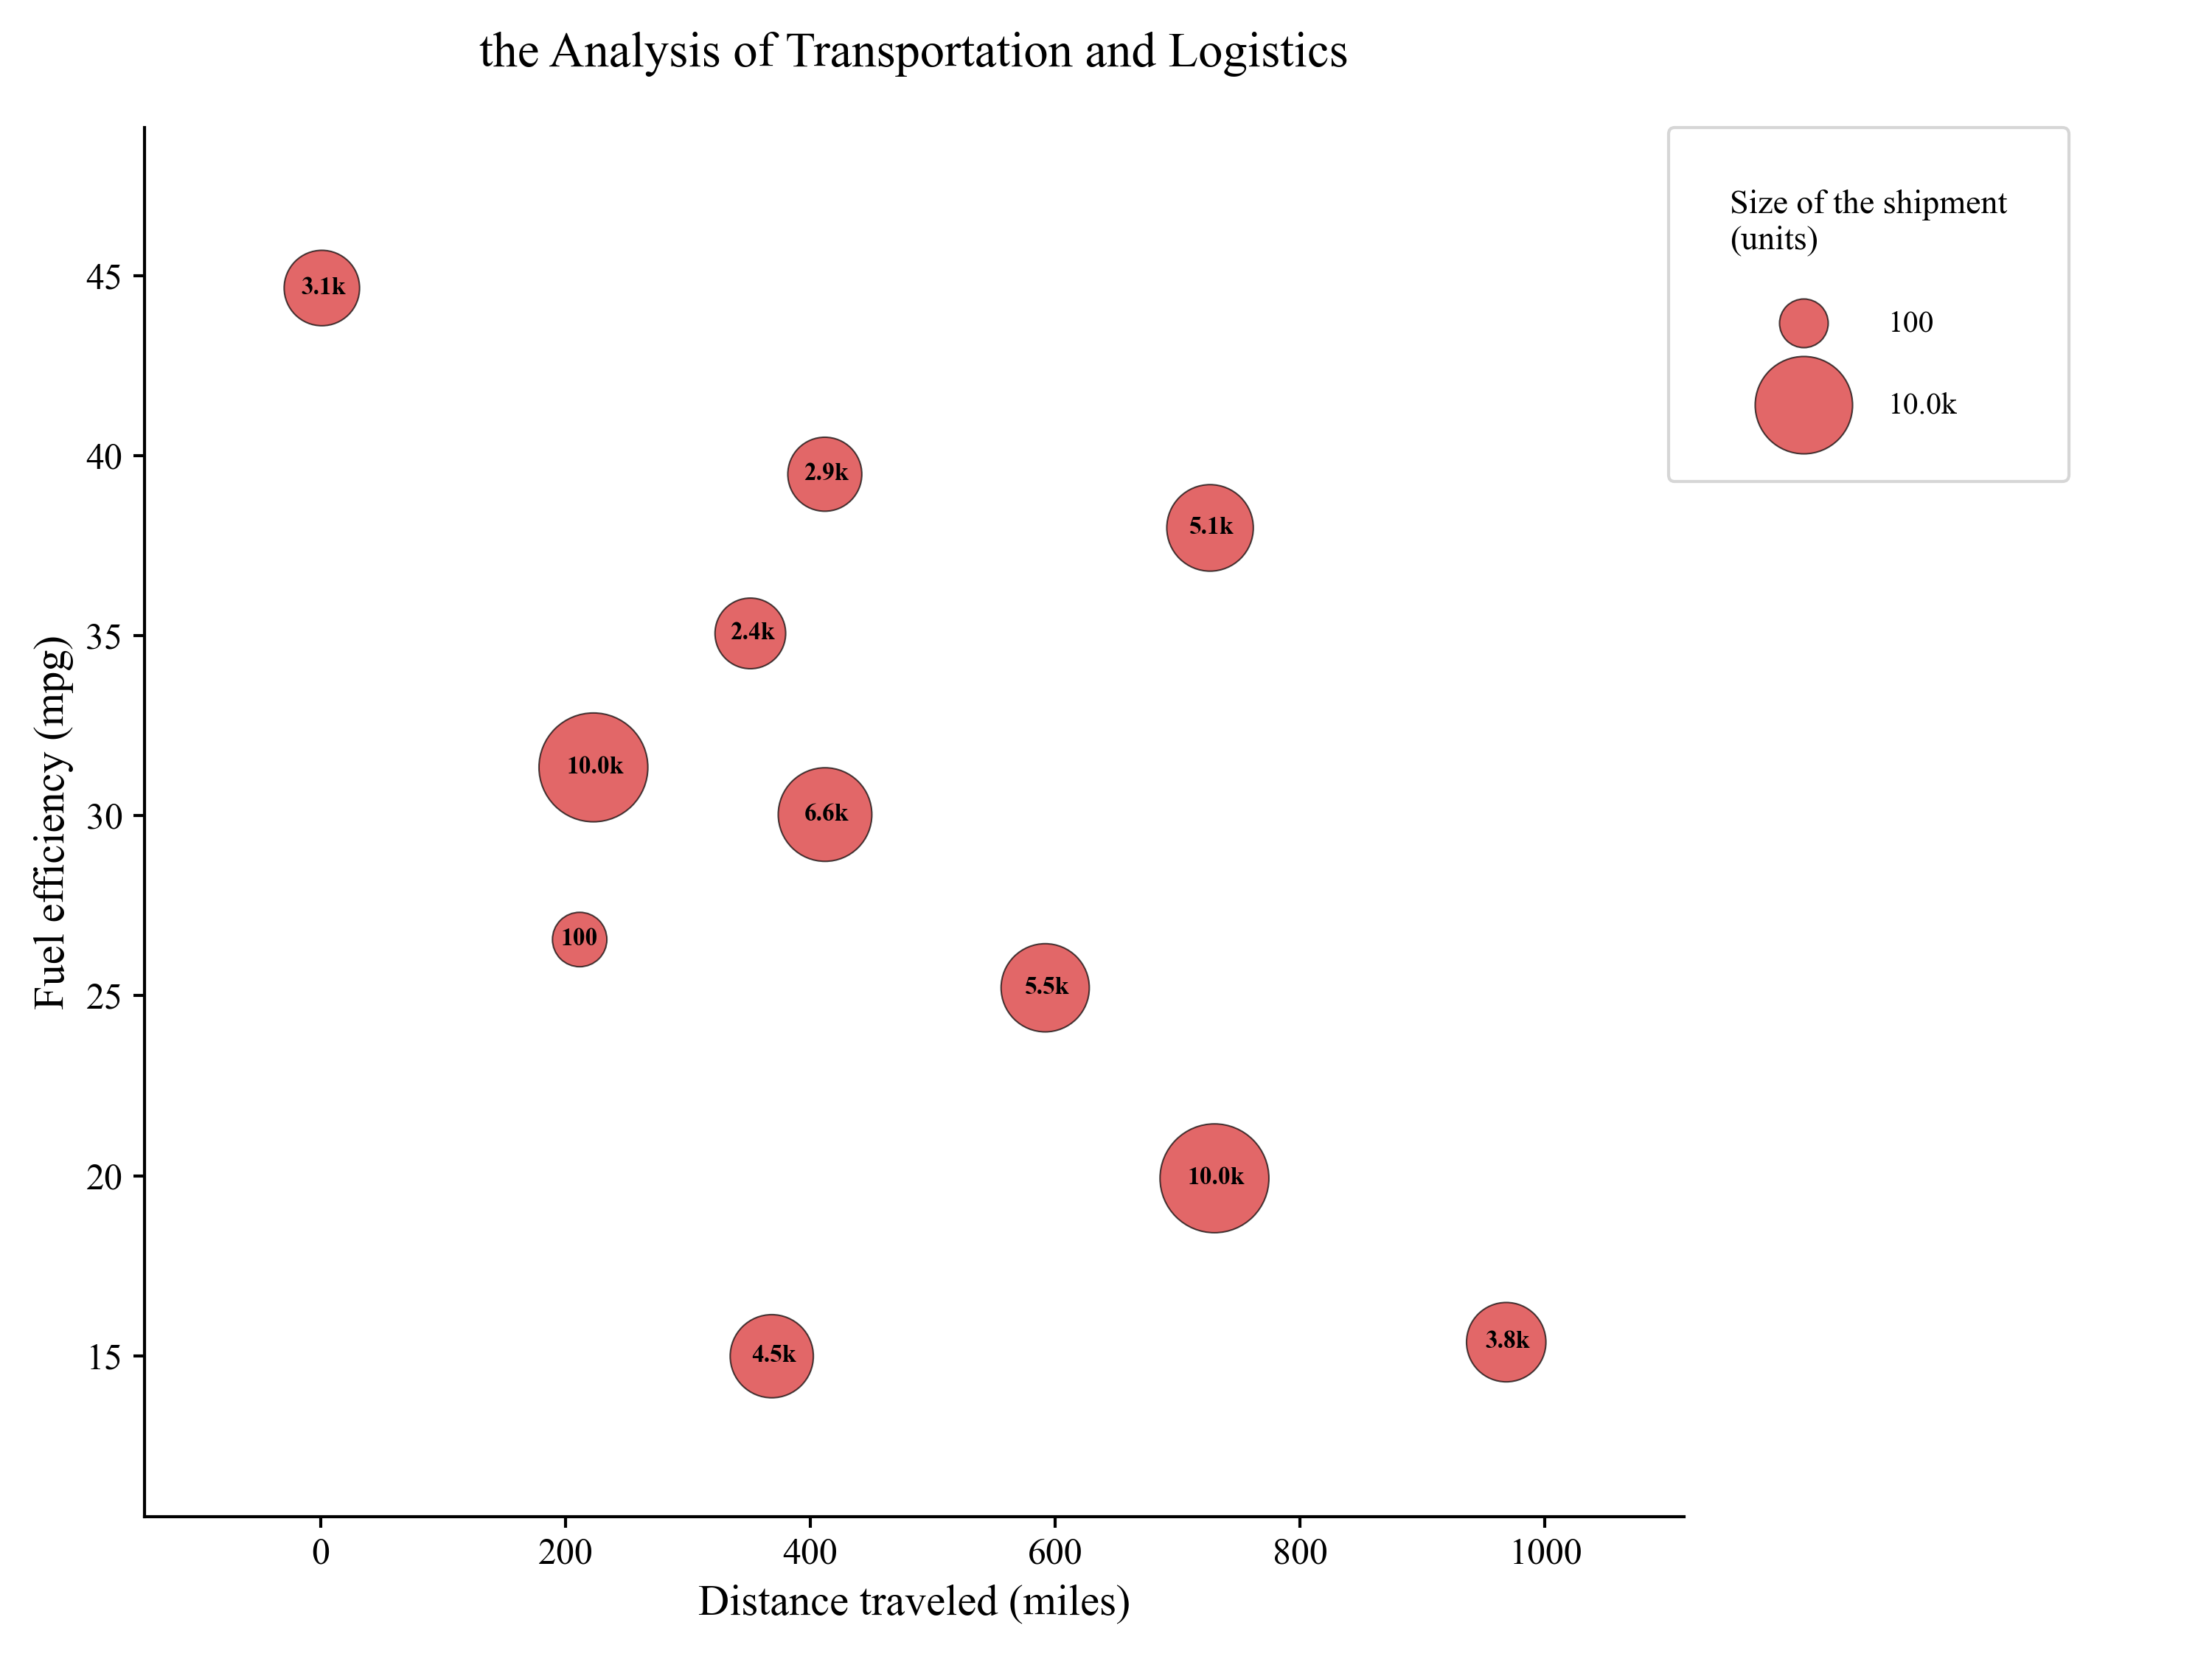 the Analysis of Transportation and Logistics
Size of the shipment
(units)
100
10.0k
Fuel efficiency (mpg)
45
40
35
30
25
20
15
3.1k
2.9k
5.1k
2.4k
10.0k
6.6k
100
5.5k
10.0k
4.5k
3.8k
0 200 400 600 800 1000
Distance traveled (miles)